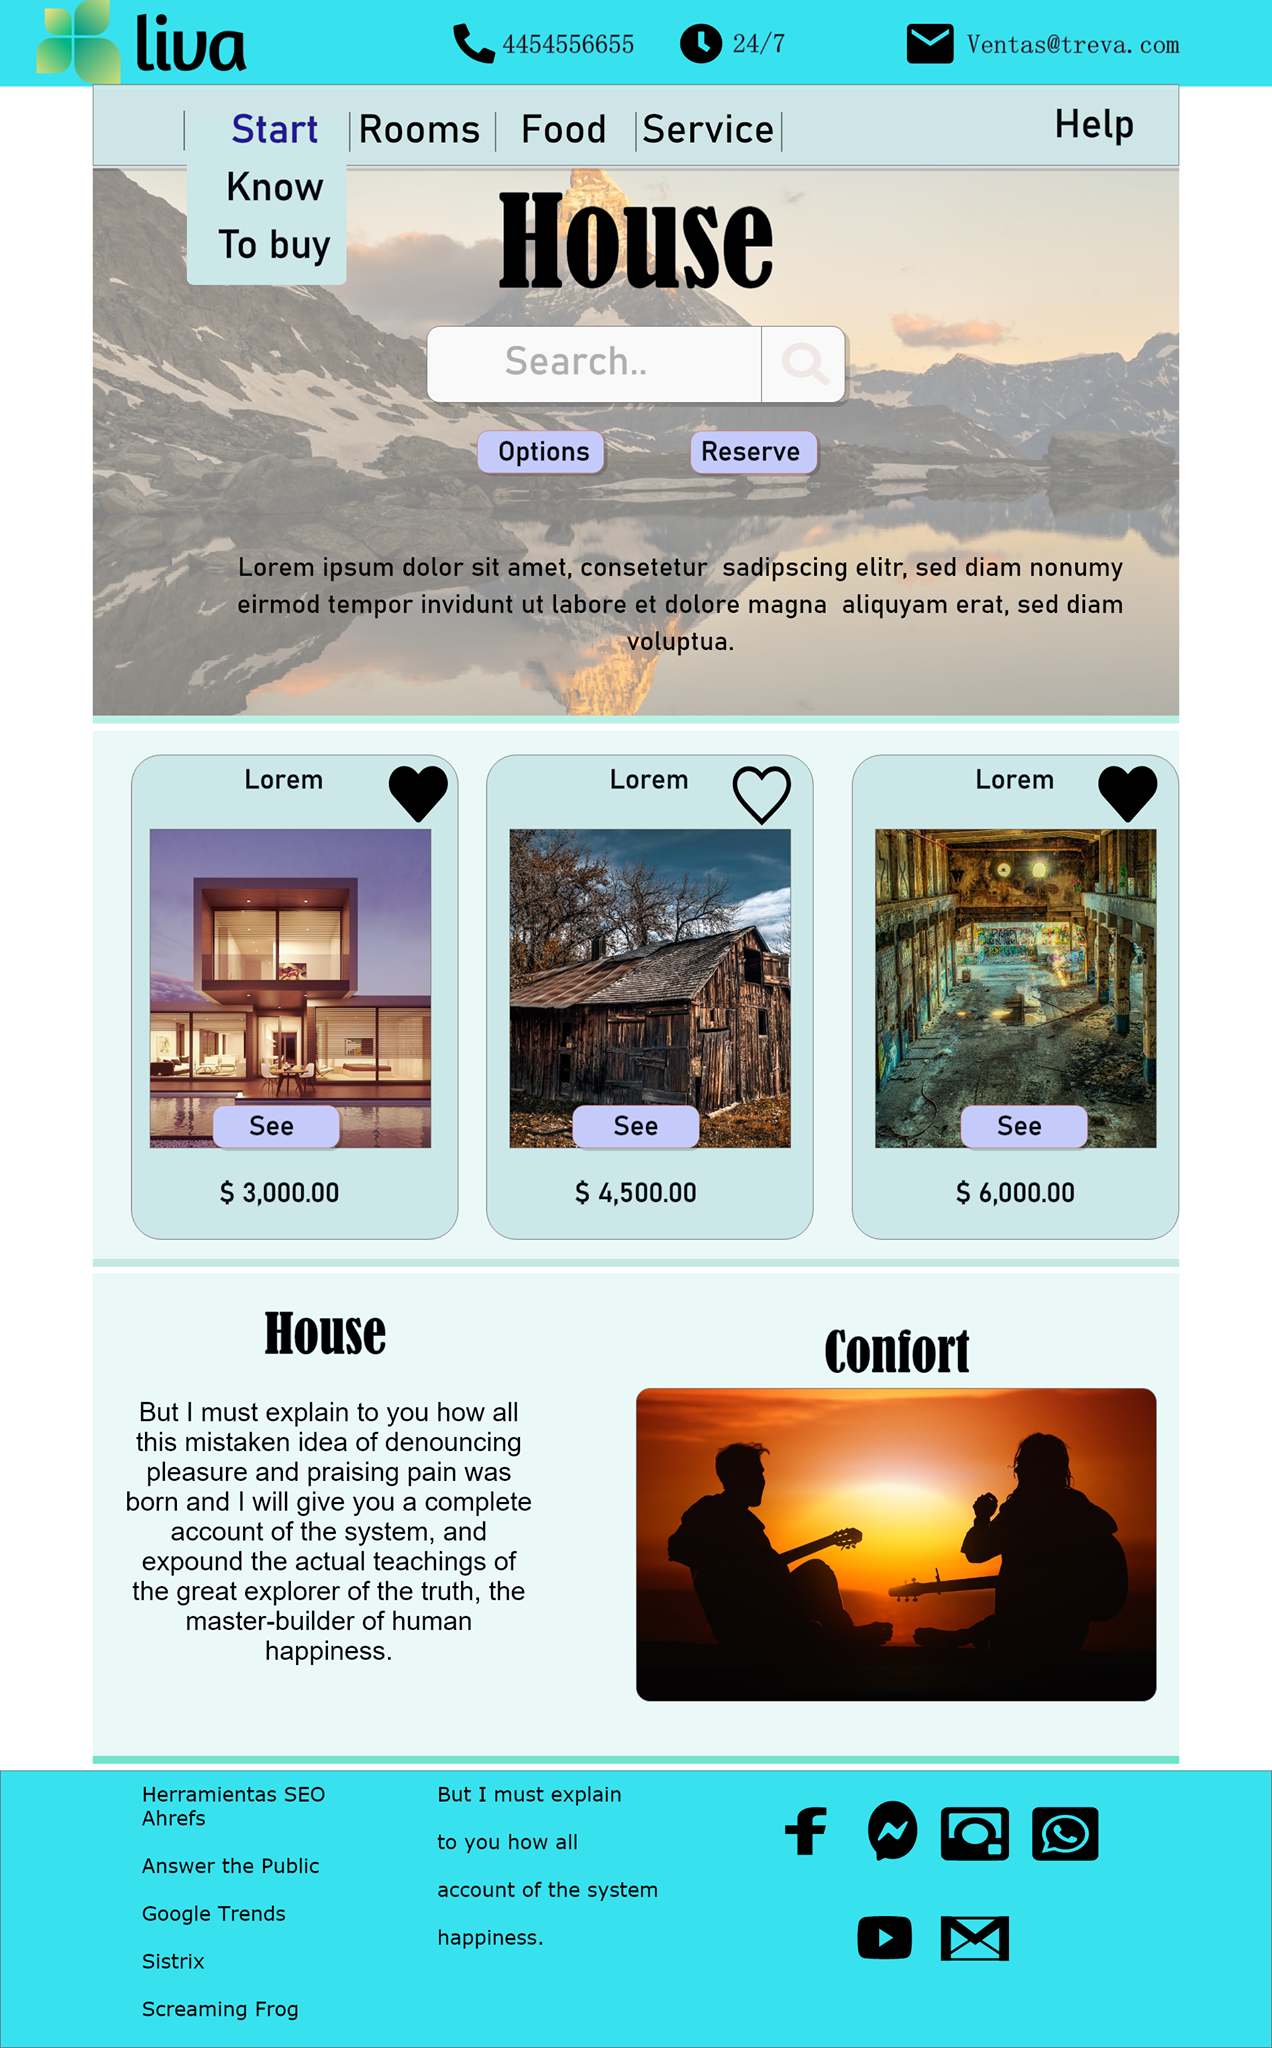 liva
4454556655
24/7
Ventas@treva.com
Start
Rooms
Food
Service
Help
Know
To buy
House
Search..
Options
Reserve
Lorem ipsum dolor sit amet, consetetur sadipscing elitr, sed diam nonumy
eirmod tempor invidunt ut labore et dolore magna aliquyam erat, sed diam
voluptua.
Lorem
Lorem
Lorem
See
See
See
$ 3,000.00
$ 4,500.00
$ 6,000.00
House
But I must explain to you how all
this mistaken idea of denouncing
pleasure and praising pain was
born and I will give you a complete
account of the system, and
expound the actual teachings of
the great explorer of the truth, the
master-builder of human
happiness.
Confort
Herramientas SEO
Ahrefs
Answer the Public
Google Trends
Sistrix
Screaming Frog
But I must explain
to you how all
account of the system
happiness.